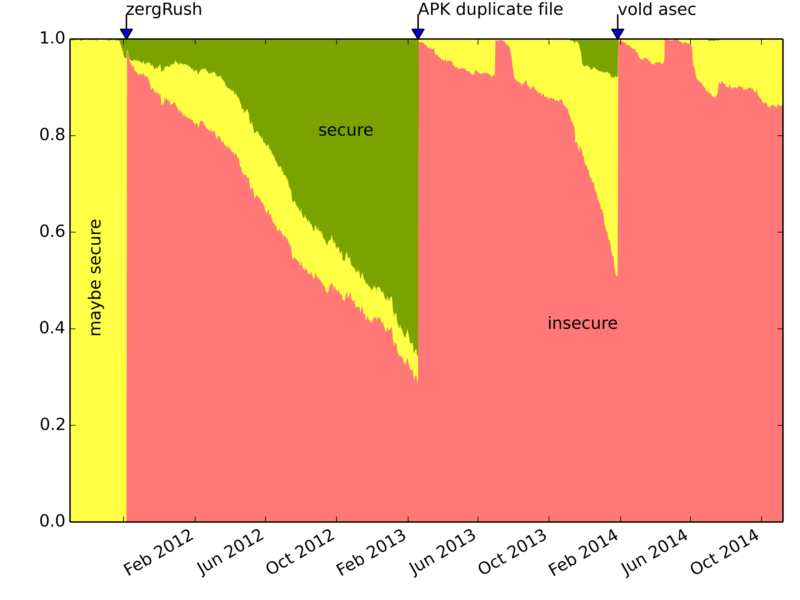 zergRush
APK duplicate file
vold asec
1.0
0.8
0.6
0.4
0.2
0.0
secure
maybe secure
insecure
Feb 2012
Jun 2012
Oct 2012
Feb 2013
Jun 2013
Oct 2013
Feb 2014
Jun 2014
Oct 2014